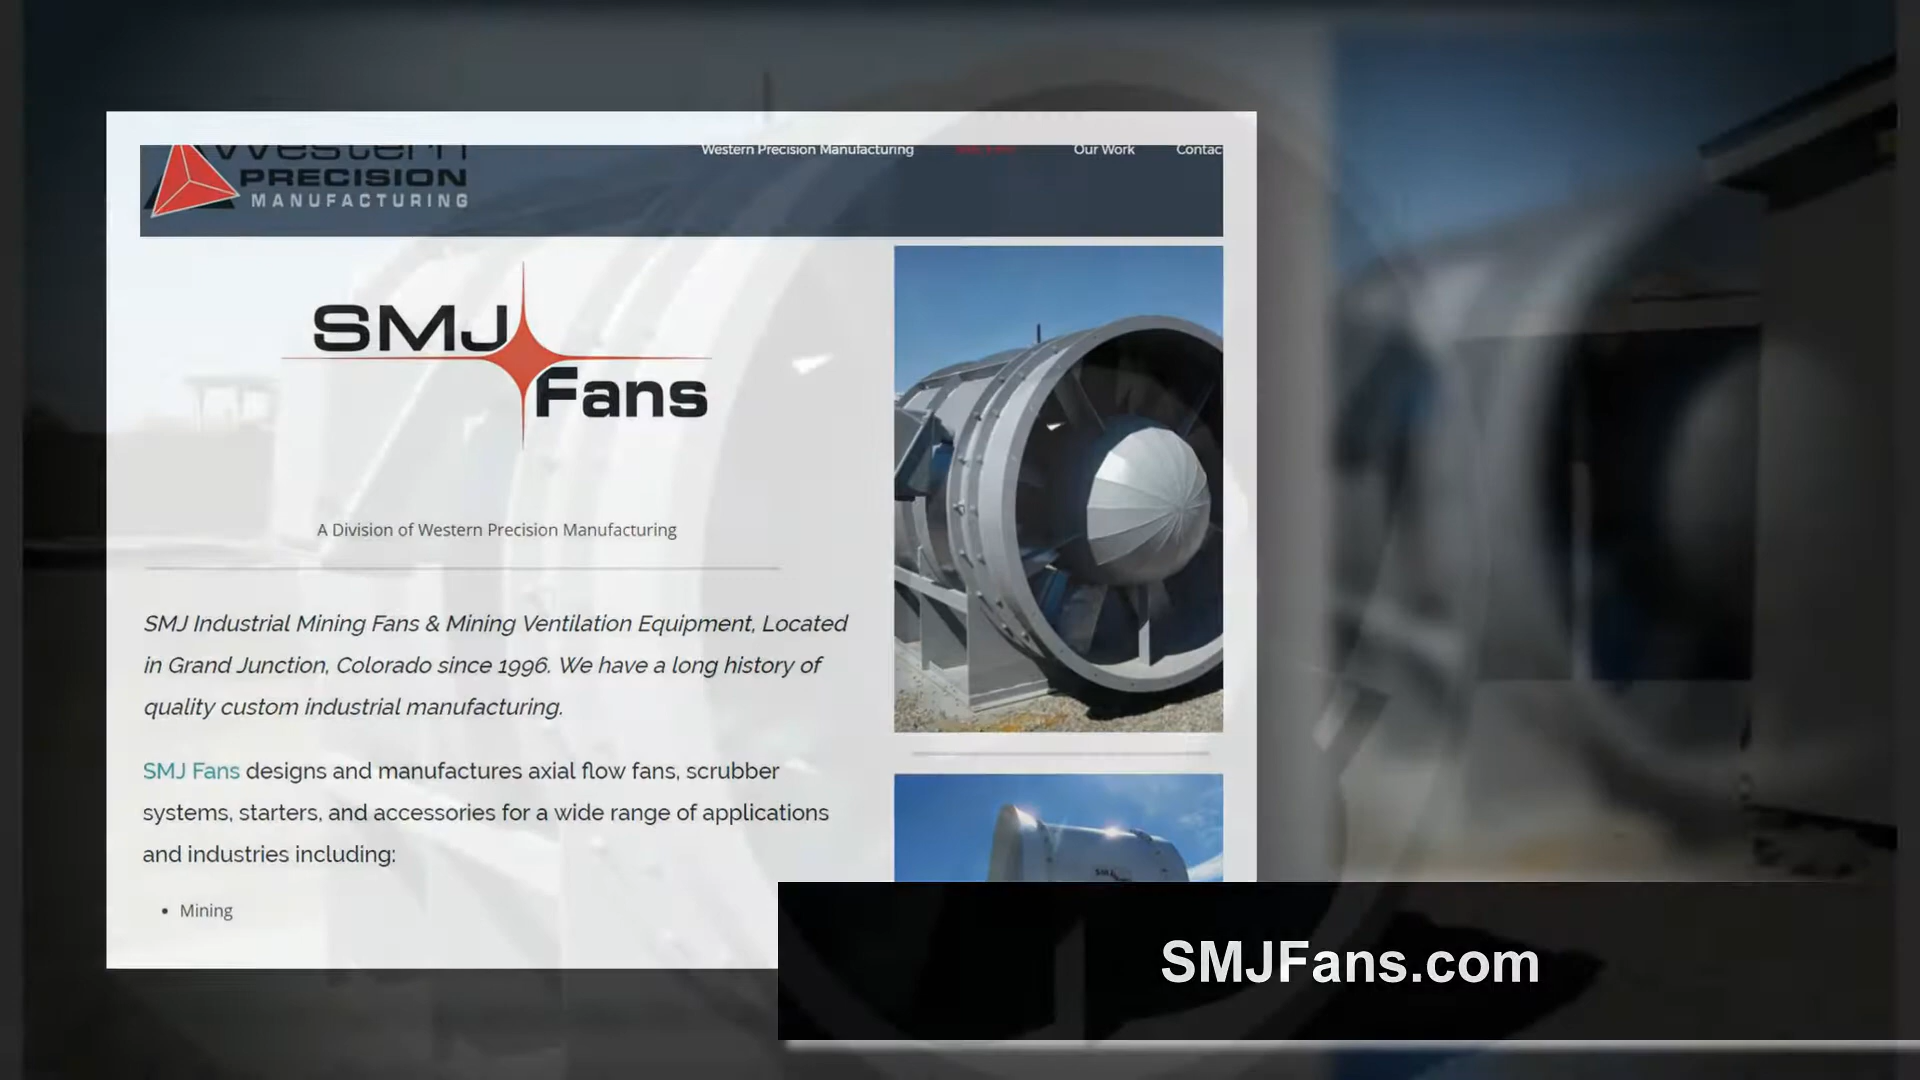 Western
PRECISION
MANUFACTURING
Western Precision Manufacturing
Our Work
Contac
SMJ
Fans
A Division of Western Precision Manufacturing
SMJ Industrial Mining Fans & Mining Ventilation Equipment, Located
in Grand Junction, Colorado since 1996. We have a long history of
quality custom industrial manufacturing.
SMJ Fans designs and manufactures axial flow fans, scrubber
systems, starters, and accessories for a wide range of applications
and industries including:
• Mining
SMJ
SMJFans.com